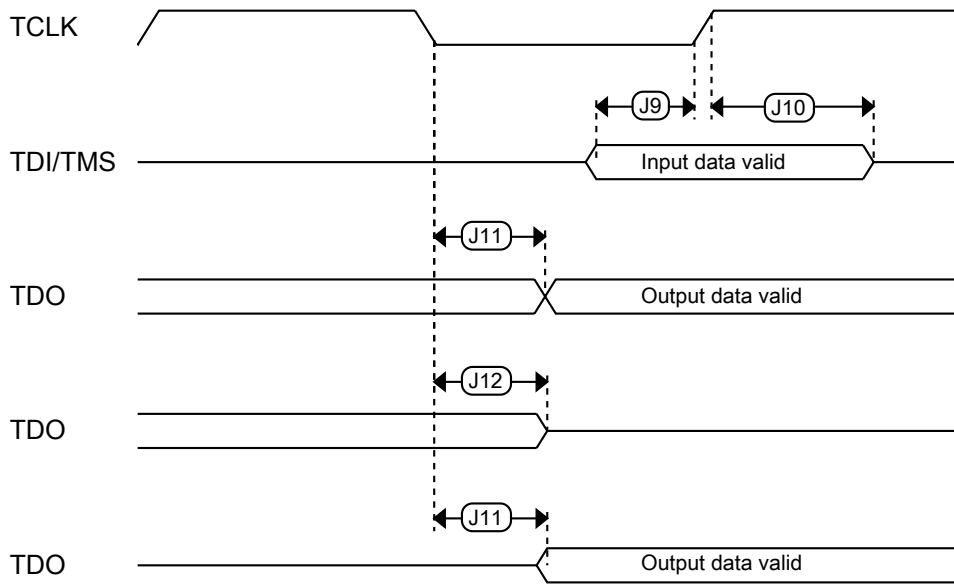 TCLK
J9
J10
TDI/TMS
Input data valid
J11
TDO
Output data valid
J12
TDO
J11
TDO
Output data valid